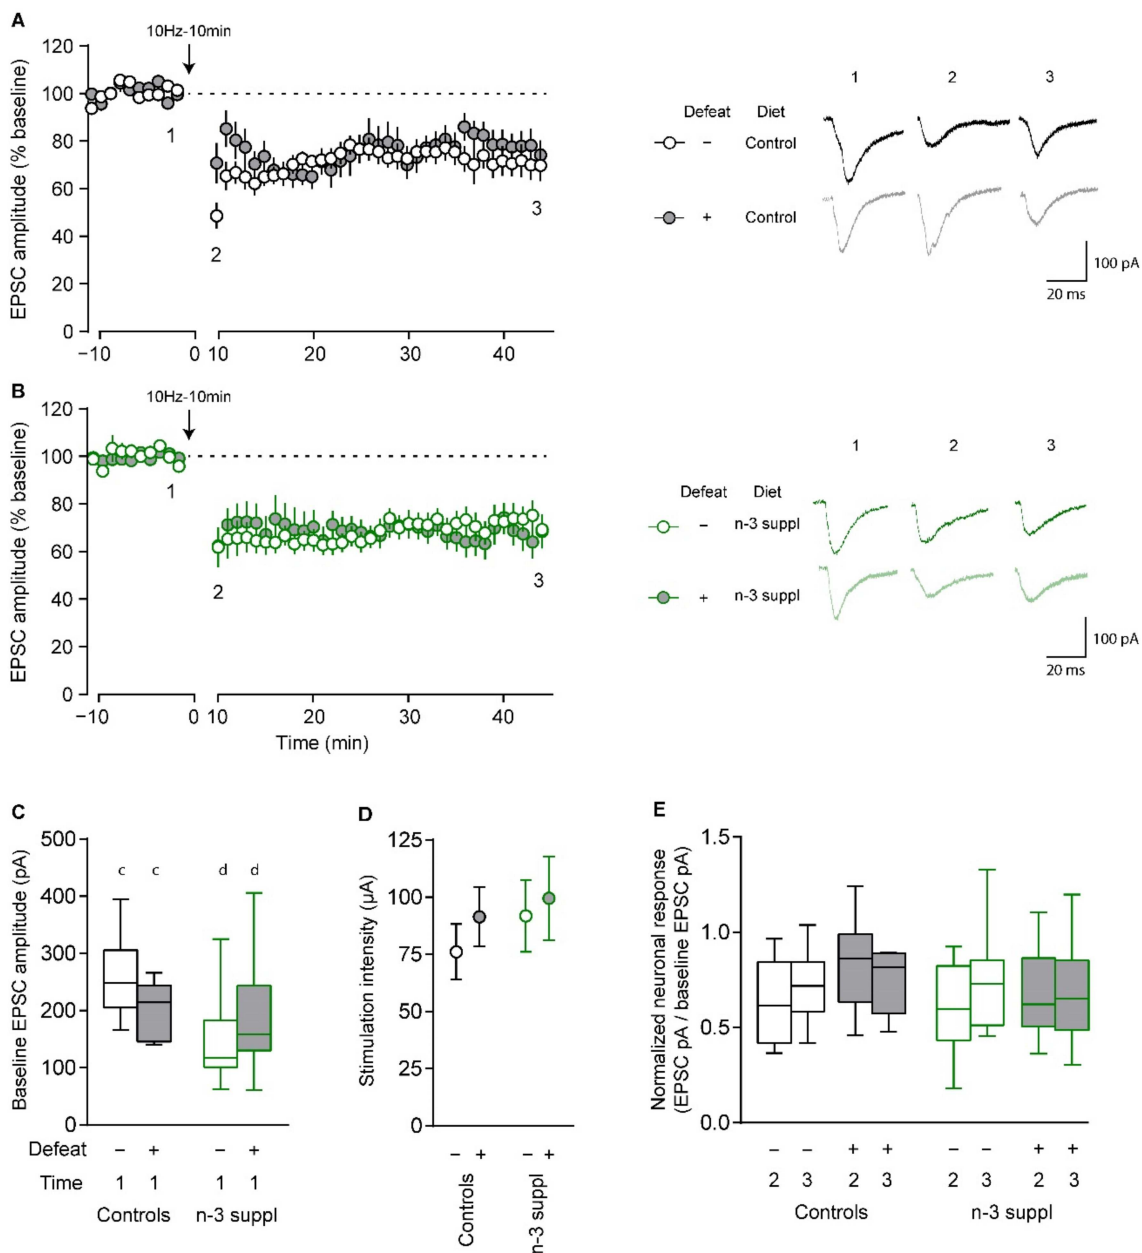 A
10Hz-10min
EPSC amplitude (% baseline)
120
100
80
60
40
20
0
−10 0 10 20 30 40
1
2
3
1 2 3
Defeat Diet
− Control
+ Control
100 pA
20 ms
B
10Hz-10min
EPSC amplitude (% baseline)
120
100
80
60
40
20
0
−10 0 10 20 30 40
Time (min)
1
2
3
1 2 3
Defeat Diet
− n-3 suppl
+ n-3 suppl
100 pA
20 ms
C
Baseline EPSC amplitude (pA)
500
400
300
200
100
0
c c d d
Defeat − + − +
Time 1 1 1 1
Controls n-3 suppl
D
Stimulation intensity (μA)
125
100
75
50
25
0
− + − +
Controls
n-3 suppl
E
Normalized neuronal response
(EPSC pA / baseline EPSC pA)
1.5
1.0
0.5
0.0
− − + + − − + +
2 3 2 3 2 3 2 3
Controls n-3 suppl